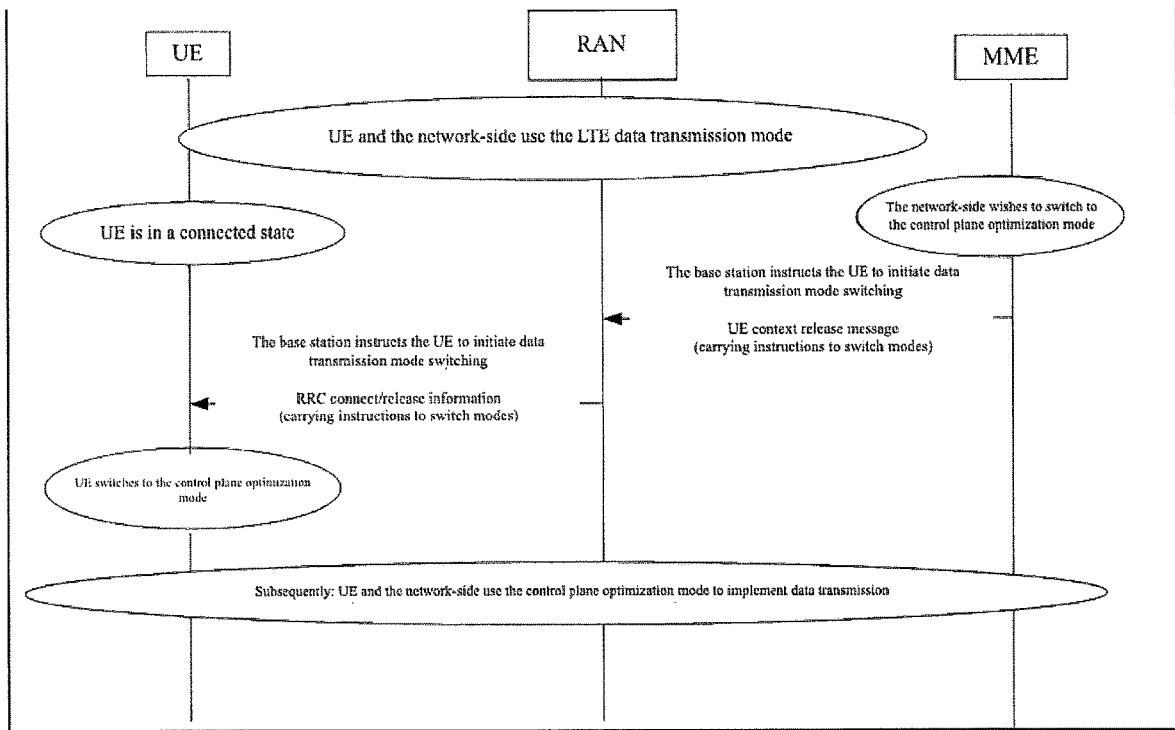 UE
RAN
MME
UE and the network-side use the LTE data transmission mode
The network-side wishes to switch to
the control plane optimization mode
UE is in a connected state
The base station instructs the UE to initiate data
transmission mode switching
UE context release message
(carrying instructions to switch modes)
The base station instructs the UE to initiate data
transmission mode switching
RRC connect/release information
(carrying instructions to switch modes)
UE switches to the control plane optimization
mode
Subsequently: UE and the network-side use the control plane optimization mode to implement data transmission